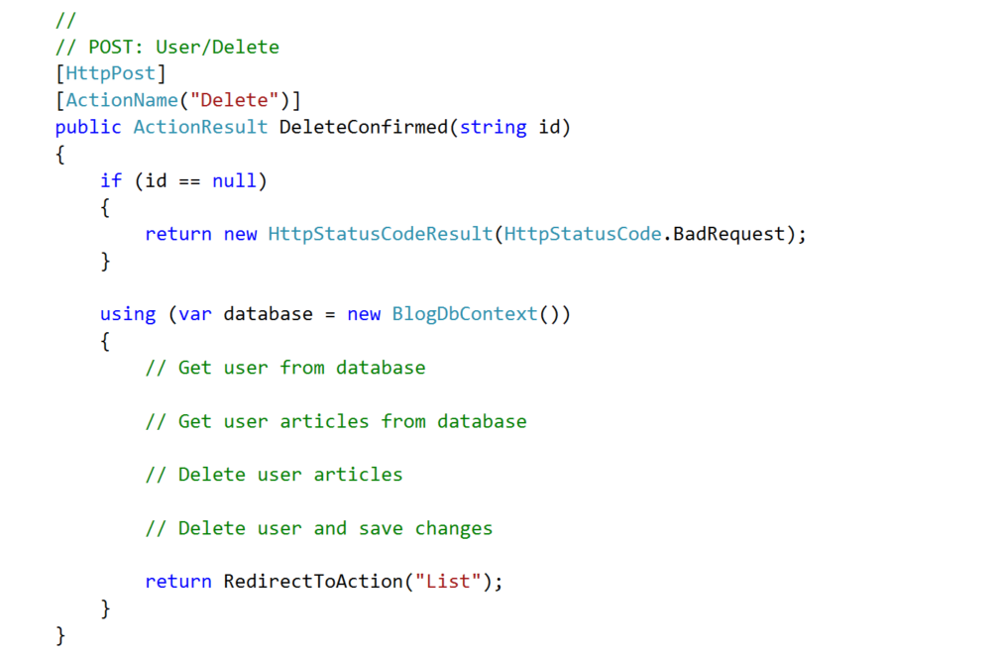 //
// POST: User/Delete
[HttpPost]
[ActionName("Delete")]
public ActionResult DeleteConfirmed(string id)
{
    if (id == null)
    {
        return new HttpStatusCodeResult(HttpStatusCode.BadRequest);
    }

    using (var database = new BlogDbContext())
    {
        // Get user from database

        // Get user articles from database

        // Delete user articles

        // Delete user and save changes

        return RedirectToAction("List");
    }
}